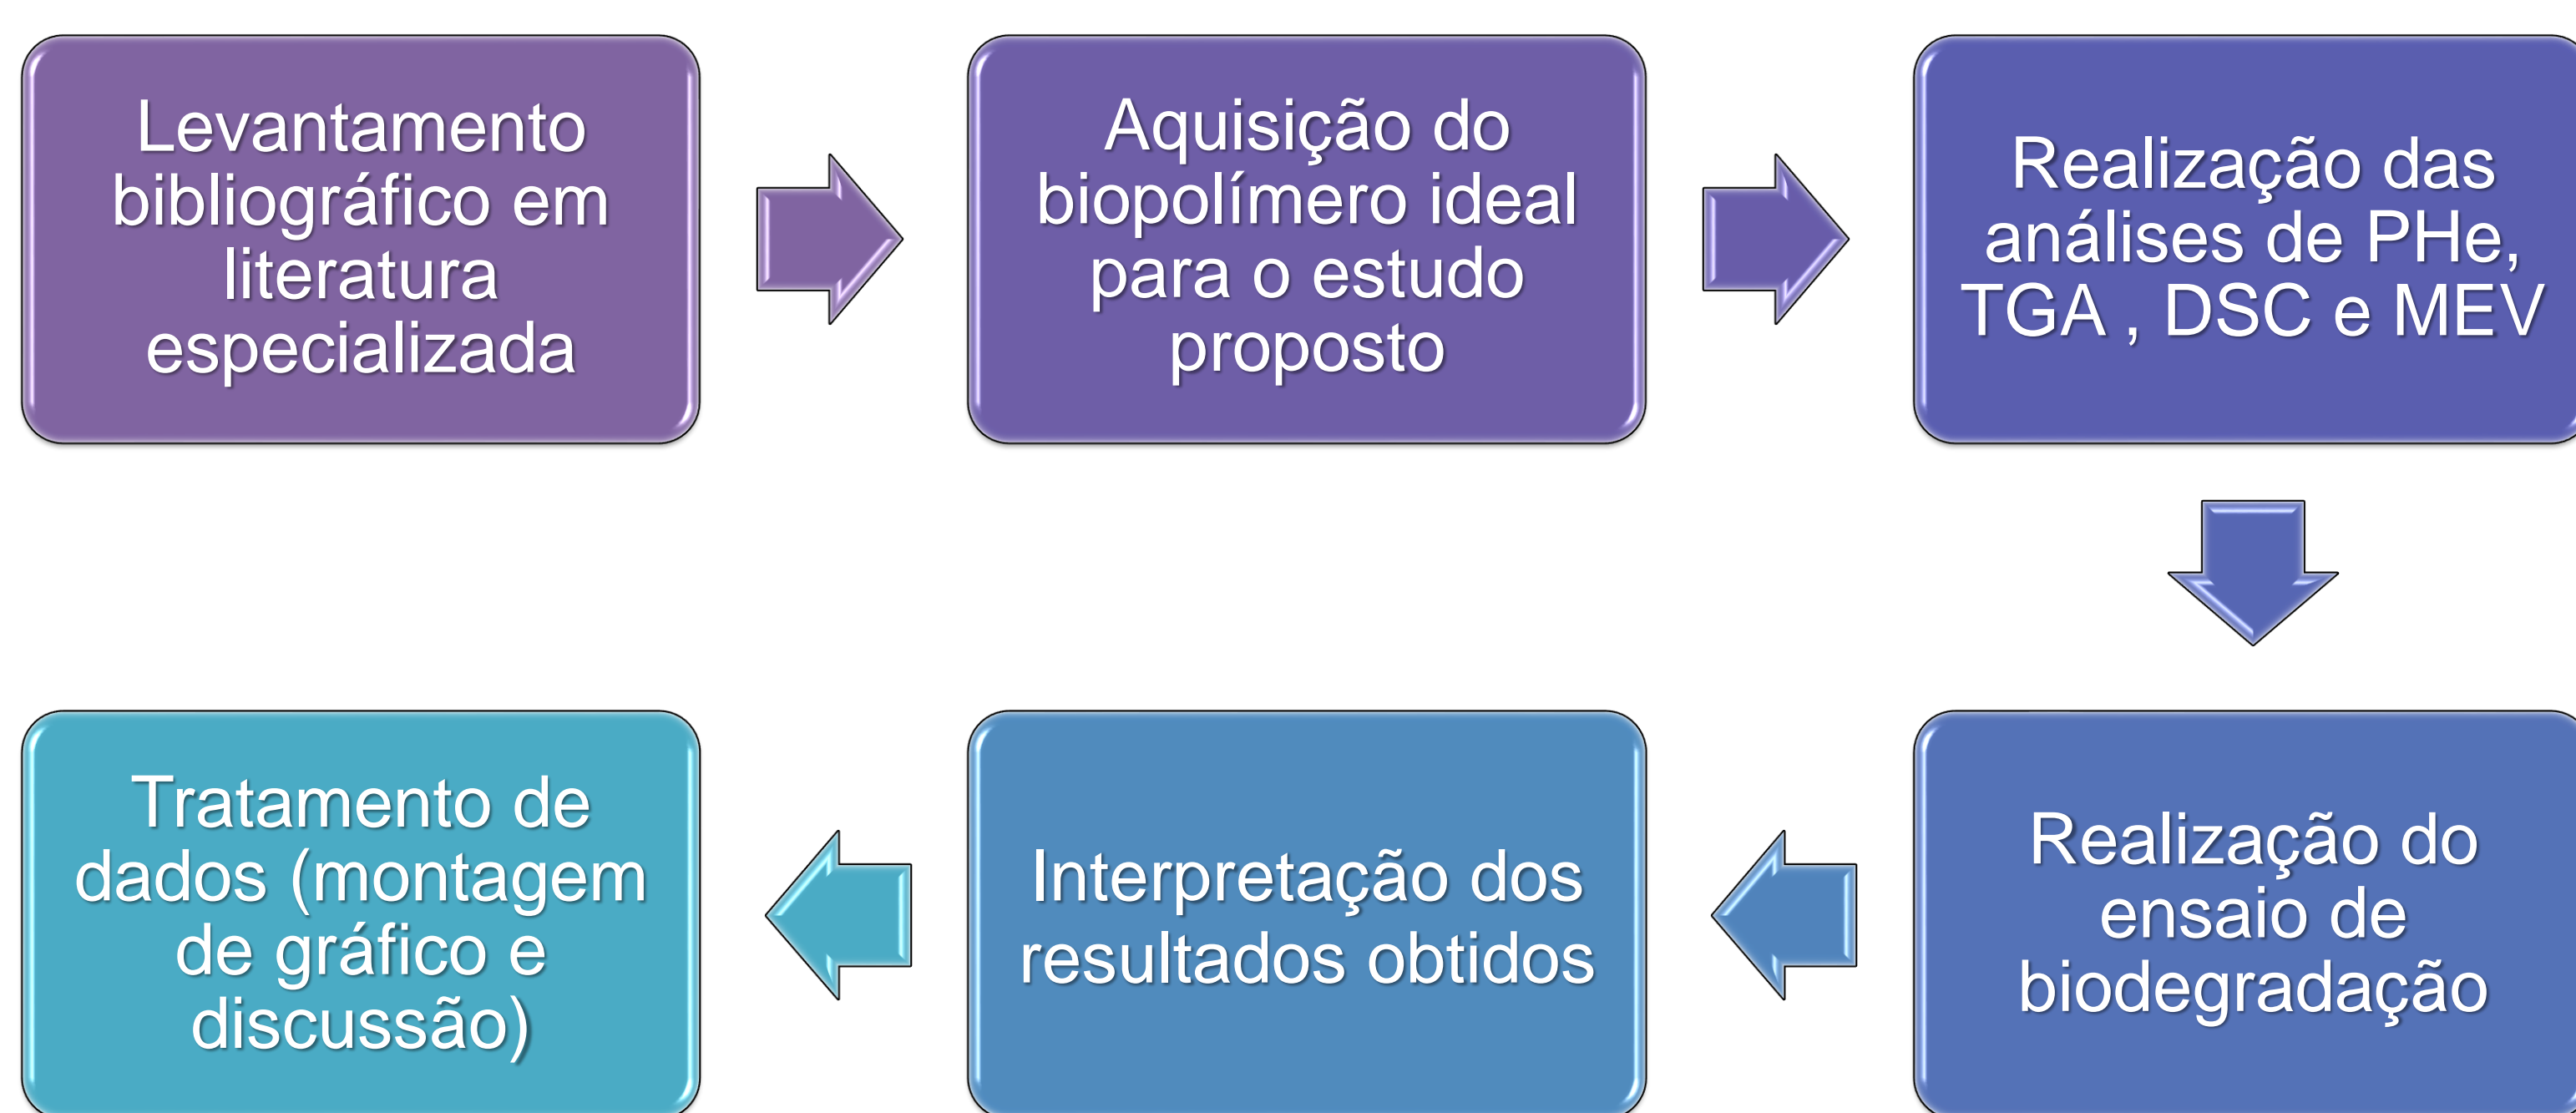 Levantamento
bibliográfico em
literatura
especializada
Aquisição do
biopolímero ideal
para o estudo
proposto
Realização das
análises de PHe,
TGA , DSC e MEV
Realização do
ensaio de
biodegradação
Interpretação dos
resultados obtidos
Tratamento de
dados (montagem
de gráfico e
discussão)